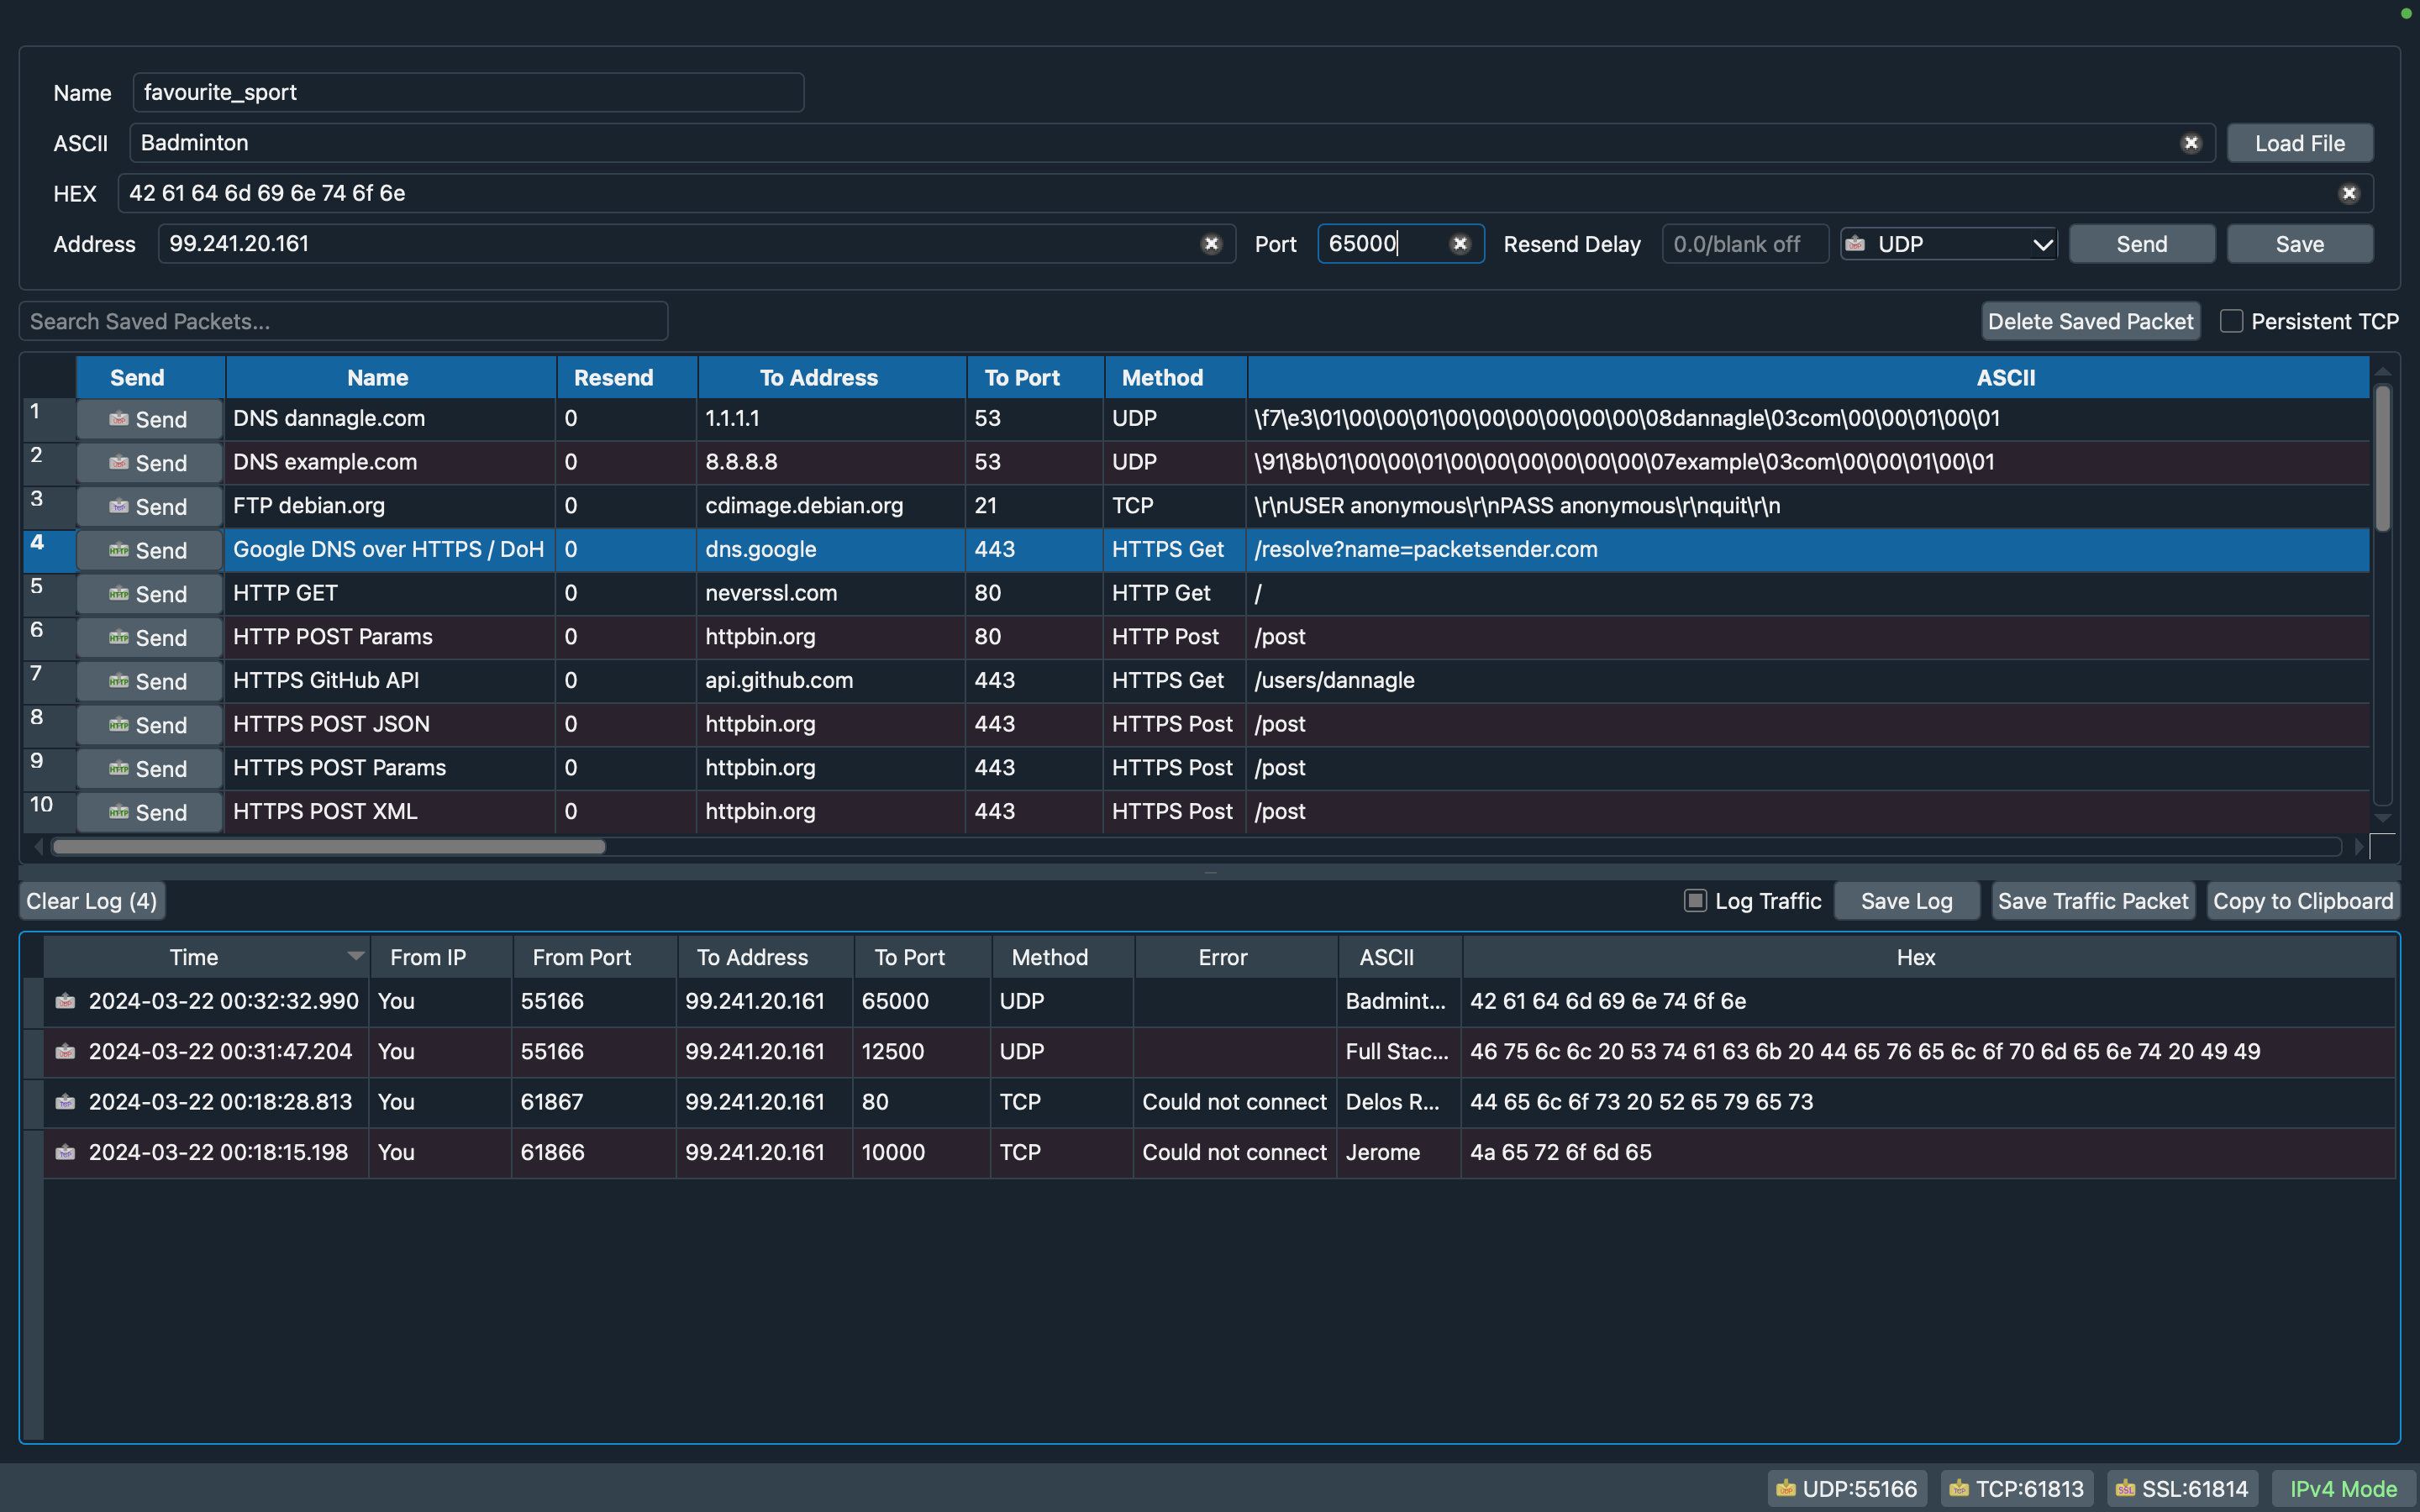 Name favourite_sport
ASCII Badminton Load File
HEX 42 61 64 6d 69 6e 74 6f 6e
Address 99.241.20.161 Port 65000 Resend Delay 0.0/blank off UDP Send Save
Search Saved Packets... Delete Saved Packet Persistent TCP
Send Name Resend To Address To Port Method ASCII
1 Send DNS dannagle.com 0 1.1.1.1 53 UDP \f7\e3\01\00\00\01\00\00\00\00\00\00\08dannagle\03com\00\00\01\00\01
2 Send DNS example.com 0 8.8.8.8 53 UDP \91\8b\01\00\00\01\00\00\00\00\00\00\07example\03com\00\00\01\00\01
3 Send FTP debian.org 0 cdimage.debian.org 21 TCP \r\nUSER anonymous\r\nPASS anonymous\r\nquit\r\n
4 Send Google DNS over HTTPS / DoH 0 dns.google 443 HTTPS Get /resolve?name=packetsender.com
5 Send HTTP GET 0 neverssl.com 80 HTTP Get /
6 Send HTTP POST Params 0 httpbin.org 80 HTTP Post /post
7 Send HTTPS GitHub API 0 api.github.com 443 HTTPS Get /users/dannagle
8 Send HTTPS POST JSON 0 httpbin.org 443 HTTPS Post /post
9 Send HTTPS POST Params 0 httpbin.org 443 HTTPS Post /post
10 Send HTTPS POST XML 0 httpbin.org 443 HTTPS Post /post
Clear Log (4) Log Traffic Save Log Save Traffic Packet Copy to Clipboard
Time From IP From Port To Address To Port Method Error ASCII Hex
2024-03-22 00:32:32.990 You 55166 99.241.20.161 65000 UDP Badmint... 42 61 64 6d 69 6e 74 6f 6e
2024-03-22 00:31:47.204 You 55166 99.241.20.161 12500 UDP Full Stac... 46 75 6c 6c 20 53 74 61 63 6b 20 44 65 76 65 6c 6f 70 6d 65 6e 74 20 49 49
2024-03-22 00:18:28.813 You 61867 99.241.20.161 80 TCP Could not connect Delos R... 44 65 6c 6f 73 20 52 65 79 65 73
2024-03-22 00:18:15.198 You 61866 99.241.20.161 10000 TCP Could not connect Jerome 4a 65 72 6f 6d 65
UDP:55166 TCP:61813 SSL:61814 IPv4 Mode